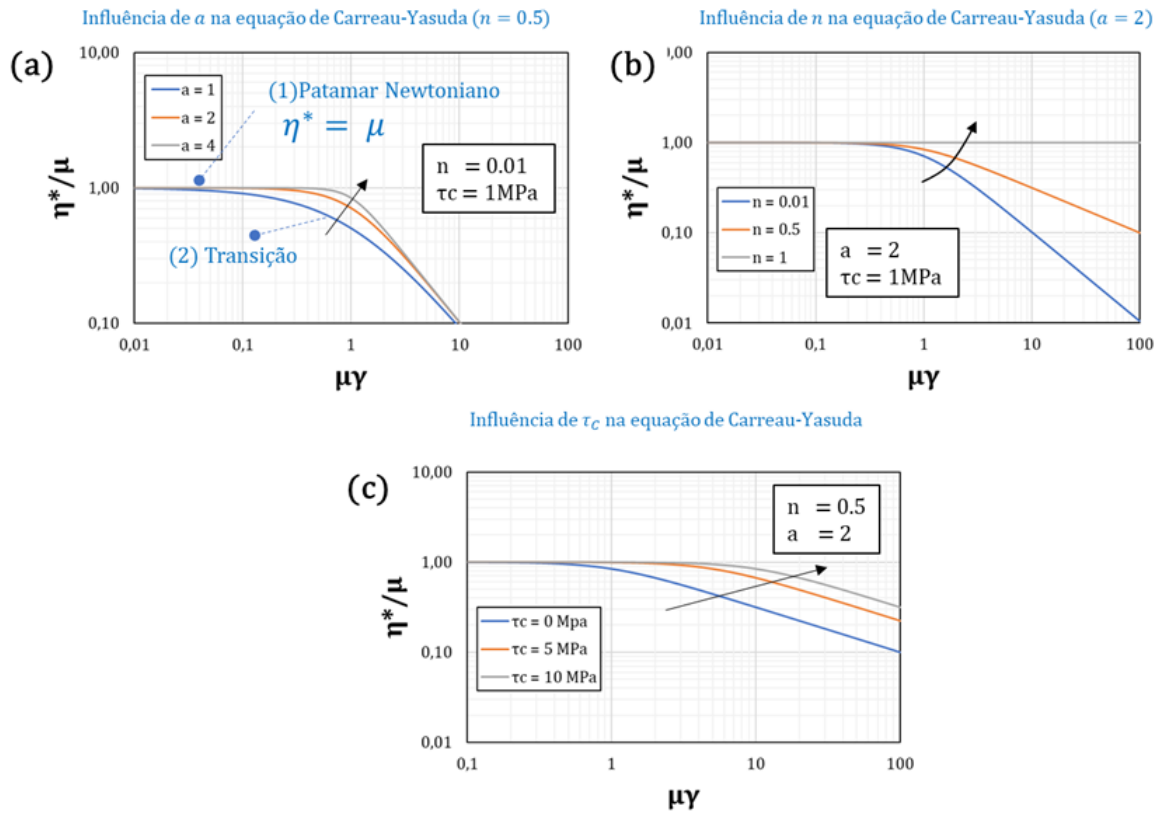 Influência de a na equação de Carreau-Yasuda (n = 0.5)
(a)
10,00
1,00
0,10
η*/μ
a = 1
a = 2
a = 4
(1)Patamar Newtoniano
η* = μ
n = 0.01
τc = 1MPa
(2) Transição
0,01
0,1
1
10
100
μγ
Influência de n na equação de Carreau-Yasuda (a = 2)
(b)
,00
1,00
0,10
0,01
η*/μ
n = 0.01
n = 0.5
n = 1
a = 2
τc = 1MPa
0,01
0,1
1
10
100
μγ
Influência de τC na equação de Carreau-Yasuda
(c)
10,00
1,00
0,10
0,01
η*/μ
n = 0.5
a = 2
τc = 0 Mpa
τc = 5 MPa
τc = 10 MPa
0,1
1
10
100
μγ